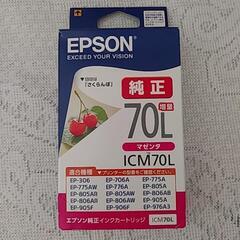 EPSON
EXCEED YOUR VISION
純正
「さくらんぼ」
増量
70L
マゼンタ
ICM70L
適合機種
プリンターの型番をご確認ください
EP-306 EP-706A EP-775A
EP-775AW EP-776A EP-805A
EP-805AR EP-805AW EP-806AB
EP-806AR EP-806AW EP-905A
EP-905F EP-906F EP-976A3
エプソン純正インクカートリッジ
ICM70L